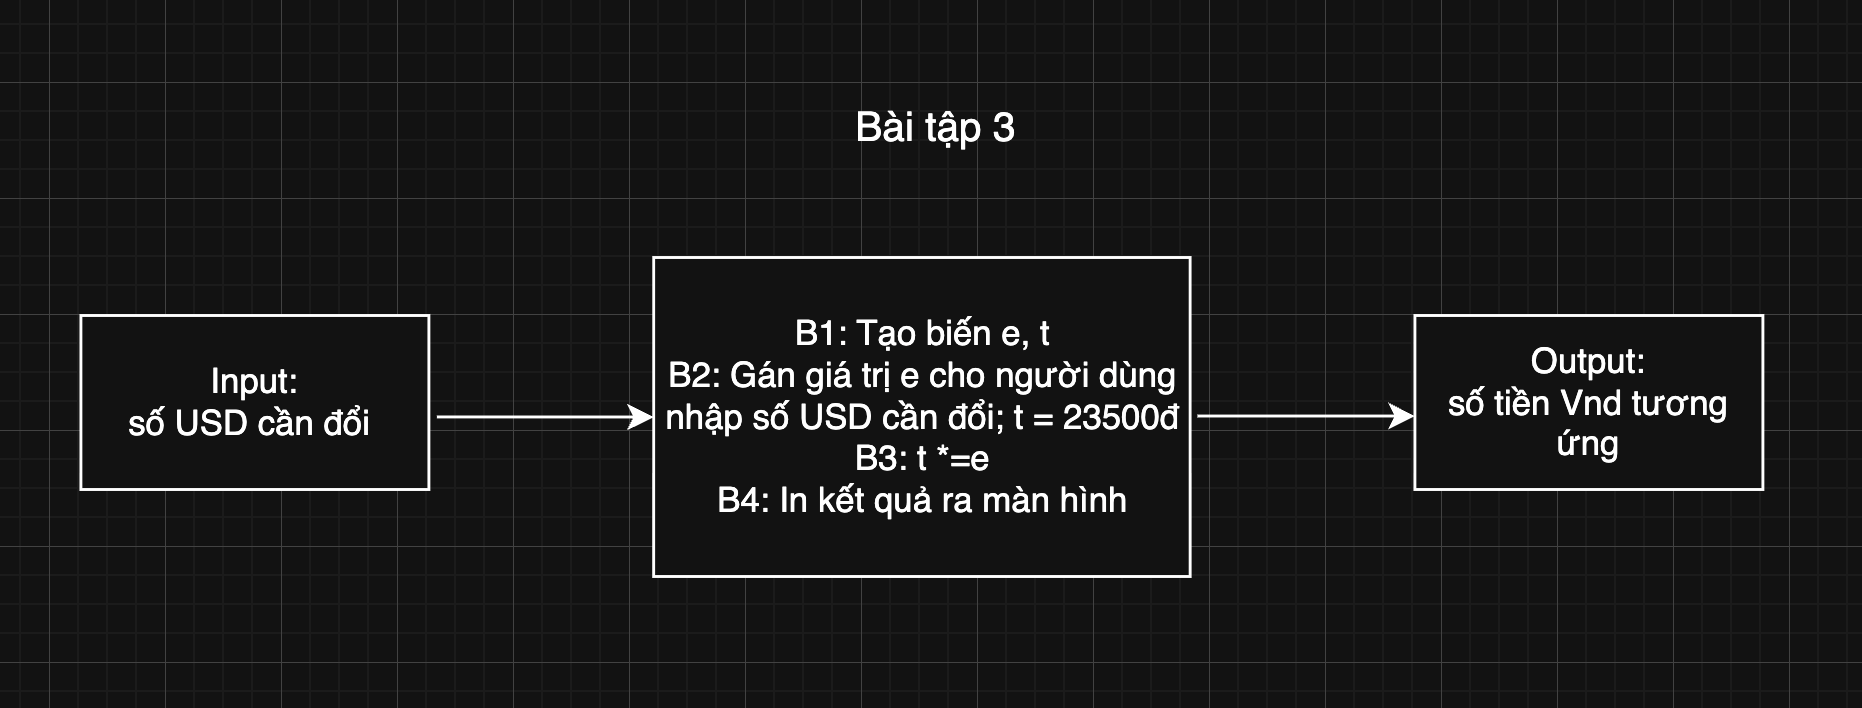 Bài tập 3
Input:
số USD cần đổi
B1: Tạo biến e, t
B2: Gán giá trị e cho người dùng
nhập số USD cần đổi; t = 23500đ
B3: t *=e
B4: In kết quả ra màn hình
Output:
số tiền Vnd tương
ứng